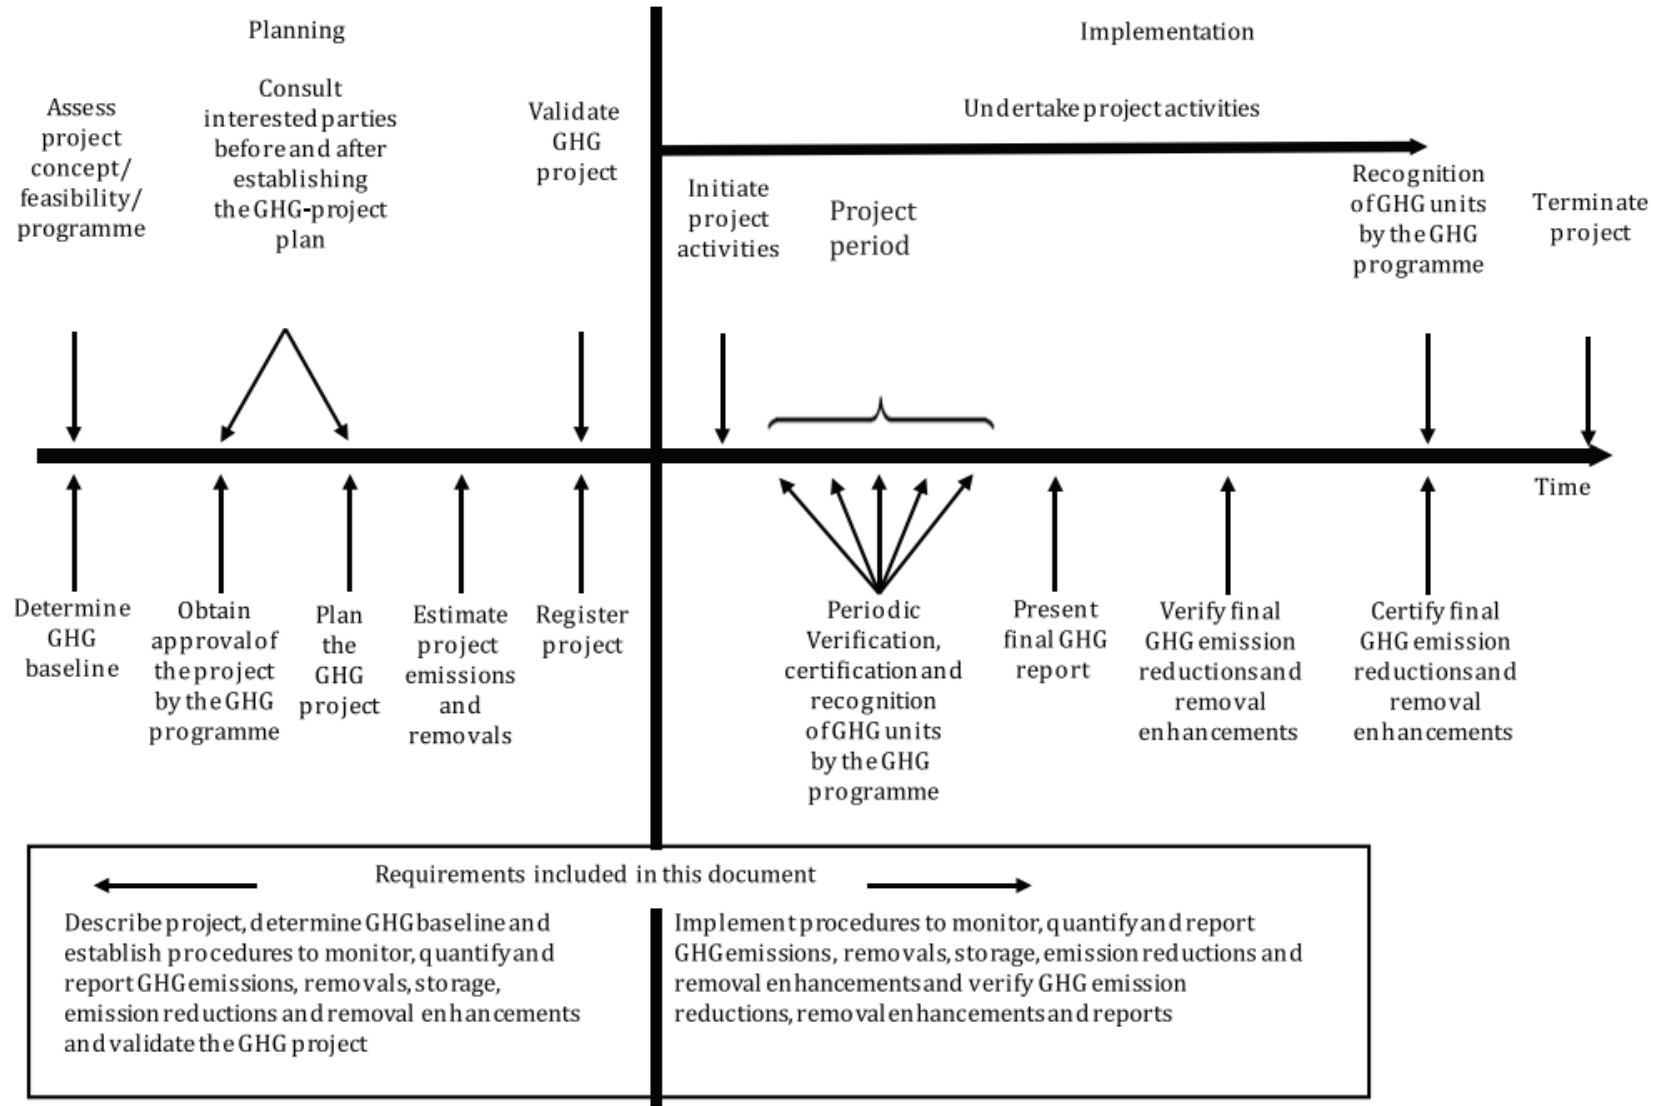 Planning
Implementation
Assess
project
concept/
feasibility/
programme
Consult
interested parties
before and after
establishing
the GHG-project
plan
Validate
GHG
project
Undertake project activities
Initiate
project
activities
Project
period
Recognition
of GHG units
by the GHG
programme
Terminate
project
Time
Determine
GHG
baseline
Obtain
approval of
the project
by the GHG
programme
Plan
the
GHG
project
Estimate
project
emissions
and
removals
Register
project
Periodic
Verification,
certification and
recognition
of GHG units
by the GHG
programme
Present
final GHG
report
Verify final
GHG emission
reductions and
removal
enhancements
Certify final
GHG emission
reductions and
removal
enhancements
Requirements included in this document
Describe project, determine GHG baseline and
establish procedures to monitor, quantify and
report GHG emissions, removals, storage,
emission reductions and removal enhancements
and validate the GHG project
Implement procedures to monitor, quantify and report
GHG emissions, removals, storage, emission reductions and
removal enhancements and verify GHG emission
reductions, removal enhancements and reports